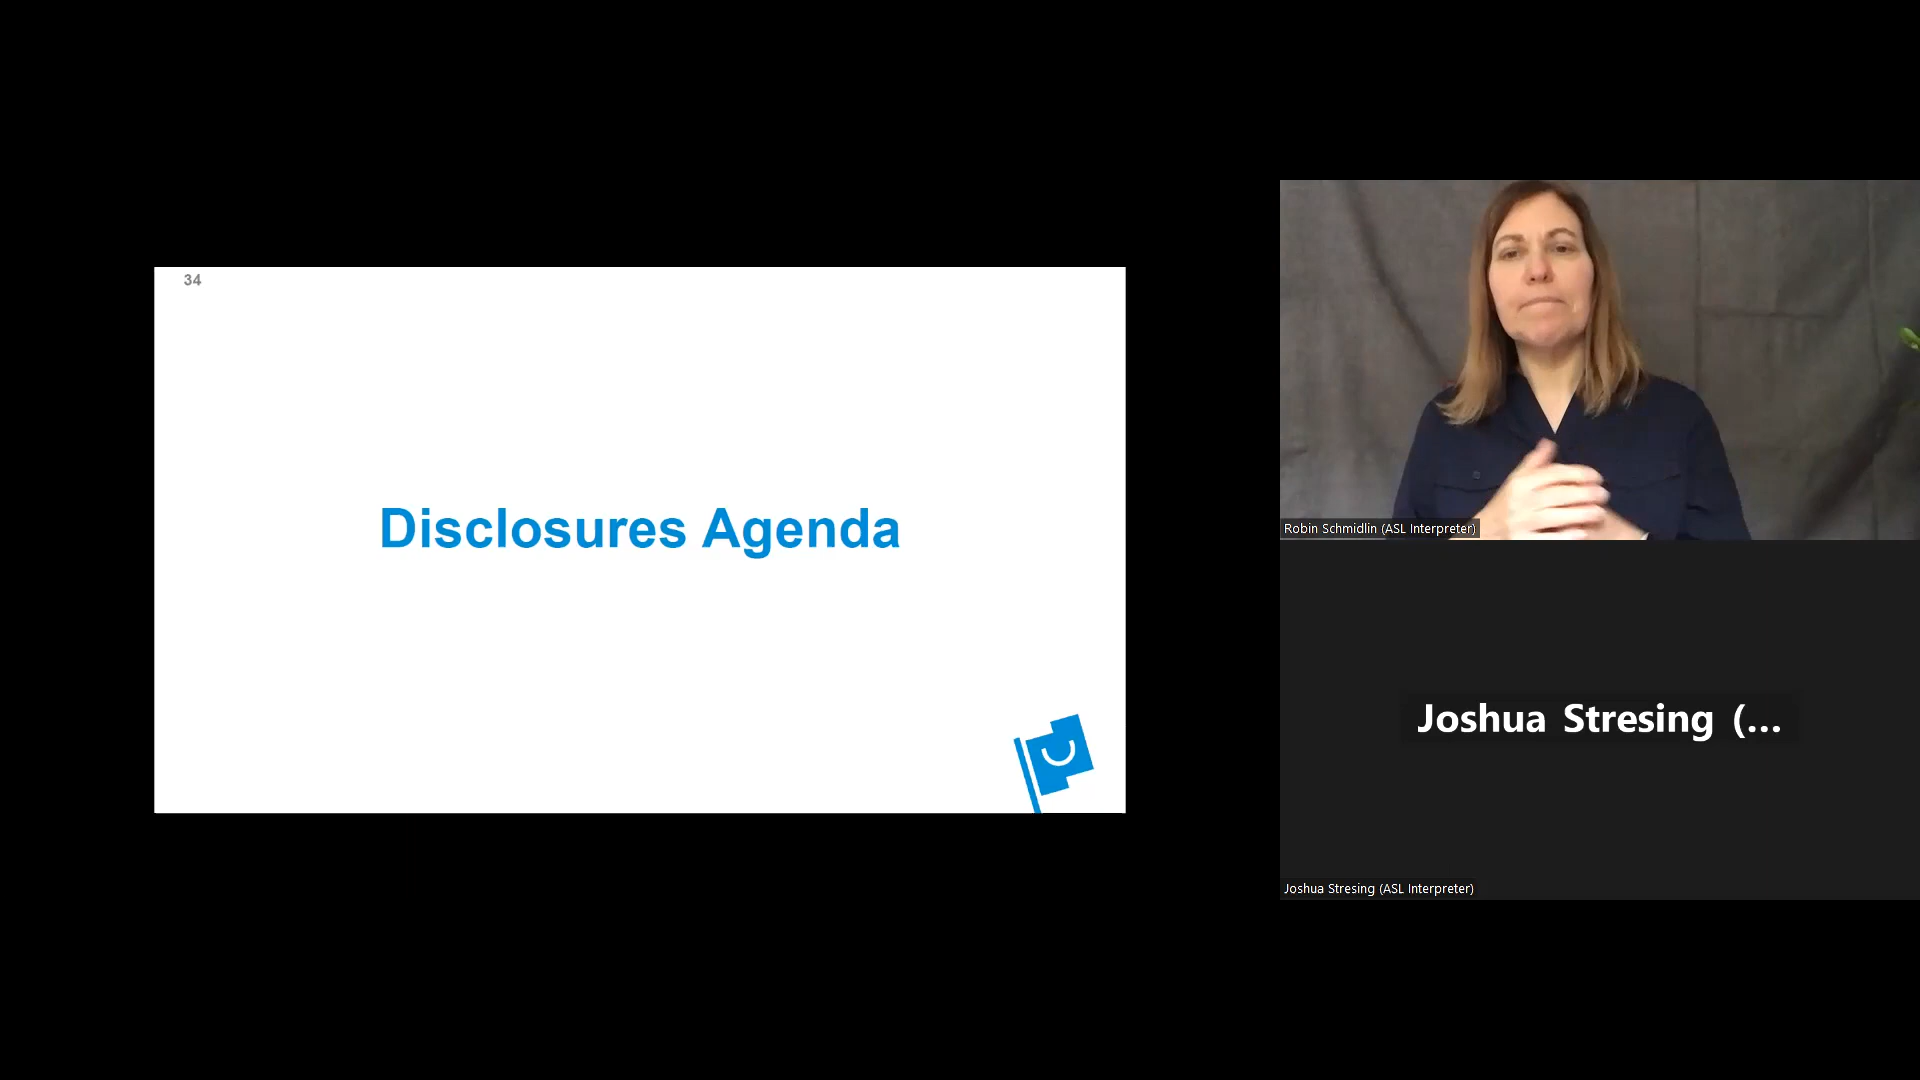 34
Disclosures Agenda
Robin Schmidlin (ASL Interpreter)
Joshua Stresing (...
Joshua Stresing (ASL Interpreter)